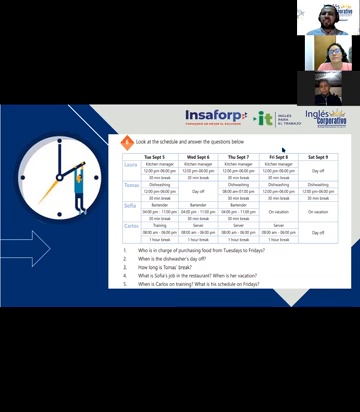 Insaforp
it INGLÉS PARA EL TRABAJO
Inglés Corporativo
Look at the schedule and answer the questions below
Tue Sept 5 Wed Sept 6 Thu Sept 7 Fri Sept 8 Sat Sept 9
Laura Kitchen manager Kitchen manager Kitchen manager Kitchen manager Day off
12:00 pm-06:00 pm 12:00 pm-06:00 pm 12:00 pm-06:00 pm 12:00 pm-06:00 pm
30 min break 30 min break 30 min break 30 min break
Tomas Dishwashing Day off Dishwashing Dishwashing Dishwashing
12:00 pm-06:00 pm 08:00 am-01:00 pm 12:00 pm-06:00 pm 12:00 pm-06:00 pm
30 min break 30 min break 30 min break 30 min break
Sofia Bartender Bartender Bartender On vacation On vacation
04:00 pm - 11:00 pm 04:00 pm - 11:00 pm 04:00 pm - 11:00 pm
30 min break 30 min break 30 min break
Carlos Training Server Server Server Day off
08:00 am - 06:00 pm 08:00 am - 06:00 pm 08:00 am - 06:00 pm 08:00 am - 06:00 pm
1 hour break 1 hour break 1 hour break 1 hour break
1. Who is in charge of purchasing food from Tuesdays to Fridays?
2. When is the dishwasher's day off?
3. How long is Tomas' break?
4. What is Sofia's job in the restaurant? When is her vacation?
5. When is Carlos on training? What is his schedule on Fridays?